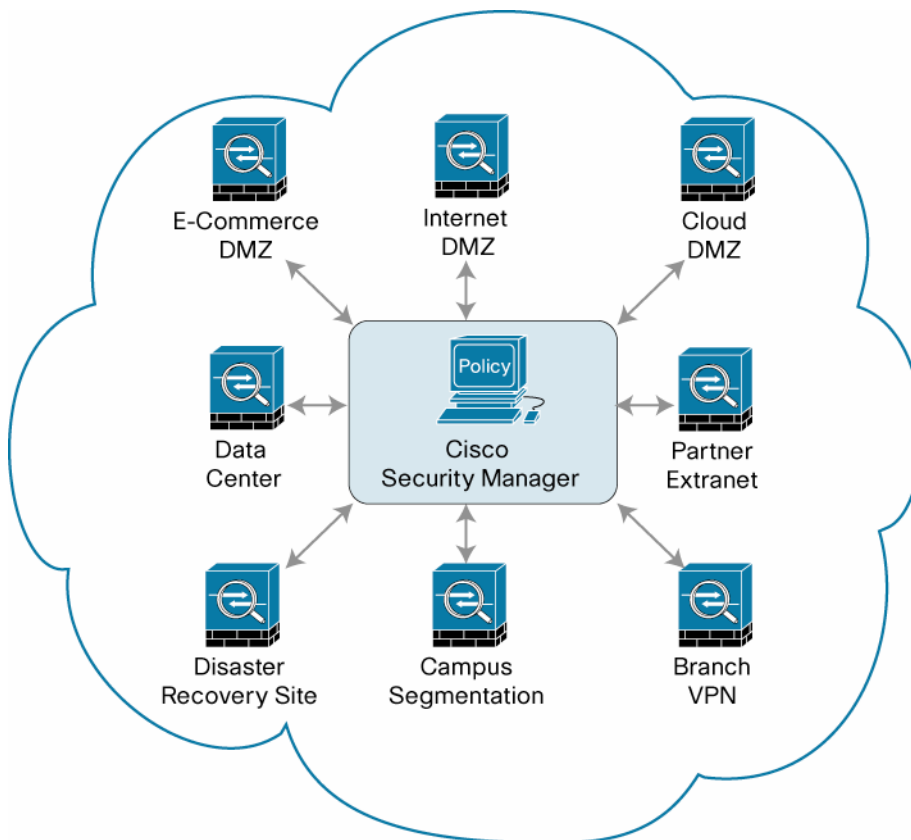 E-Commerce
DMZ
Internet
DMZ
Cloud
DMZ
Data
Center
Policy
Cisco
Security Manager
Partner
Extranet
Disaster
Recovery Site
Campus
Segmentation
Branch
VPN